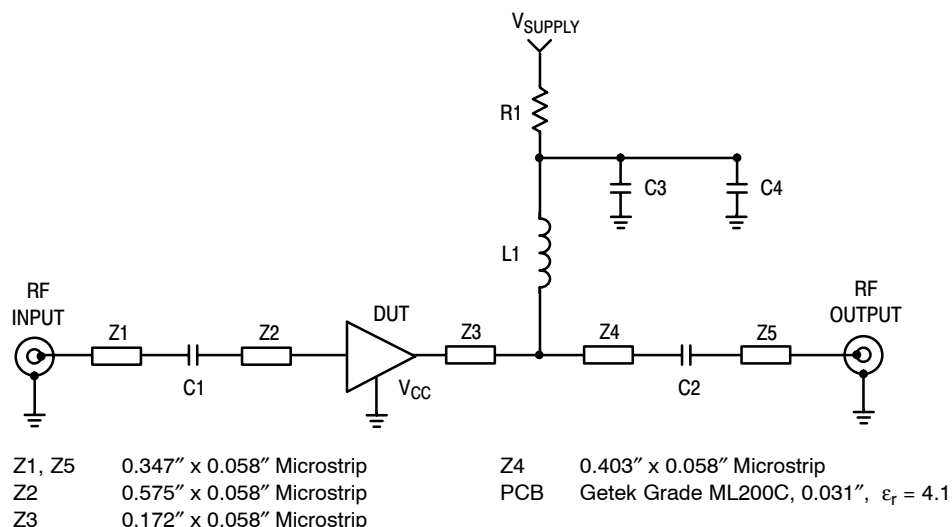 VSUPPLY
R1
C3
C4
L1
RF
INPUT
RF
OUTPUT
DUT
Z1
Z2
Z3
Z4
Z5
C1
VCC
C2
Z1, Z5 0.347″ x 0.058″ Microstrip
Z2 0.575″ x 0.058″ Microstrip
Z3 0.172″ x 0.058″ Microstrip
Z4 0.403″ x 0.058″ Microstrip
PCB Getek Grade ML200C, 0.031″, εr = 4.1